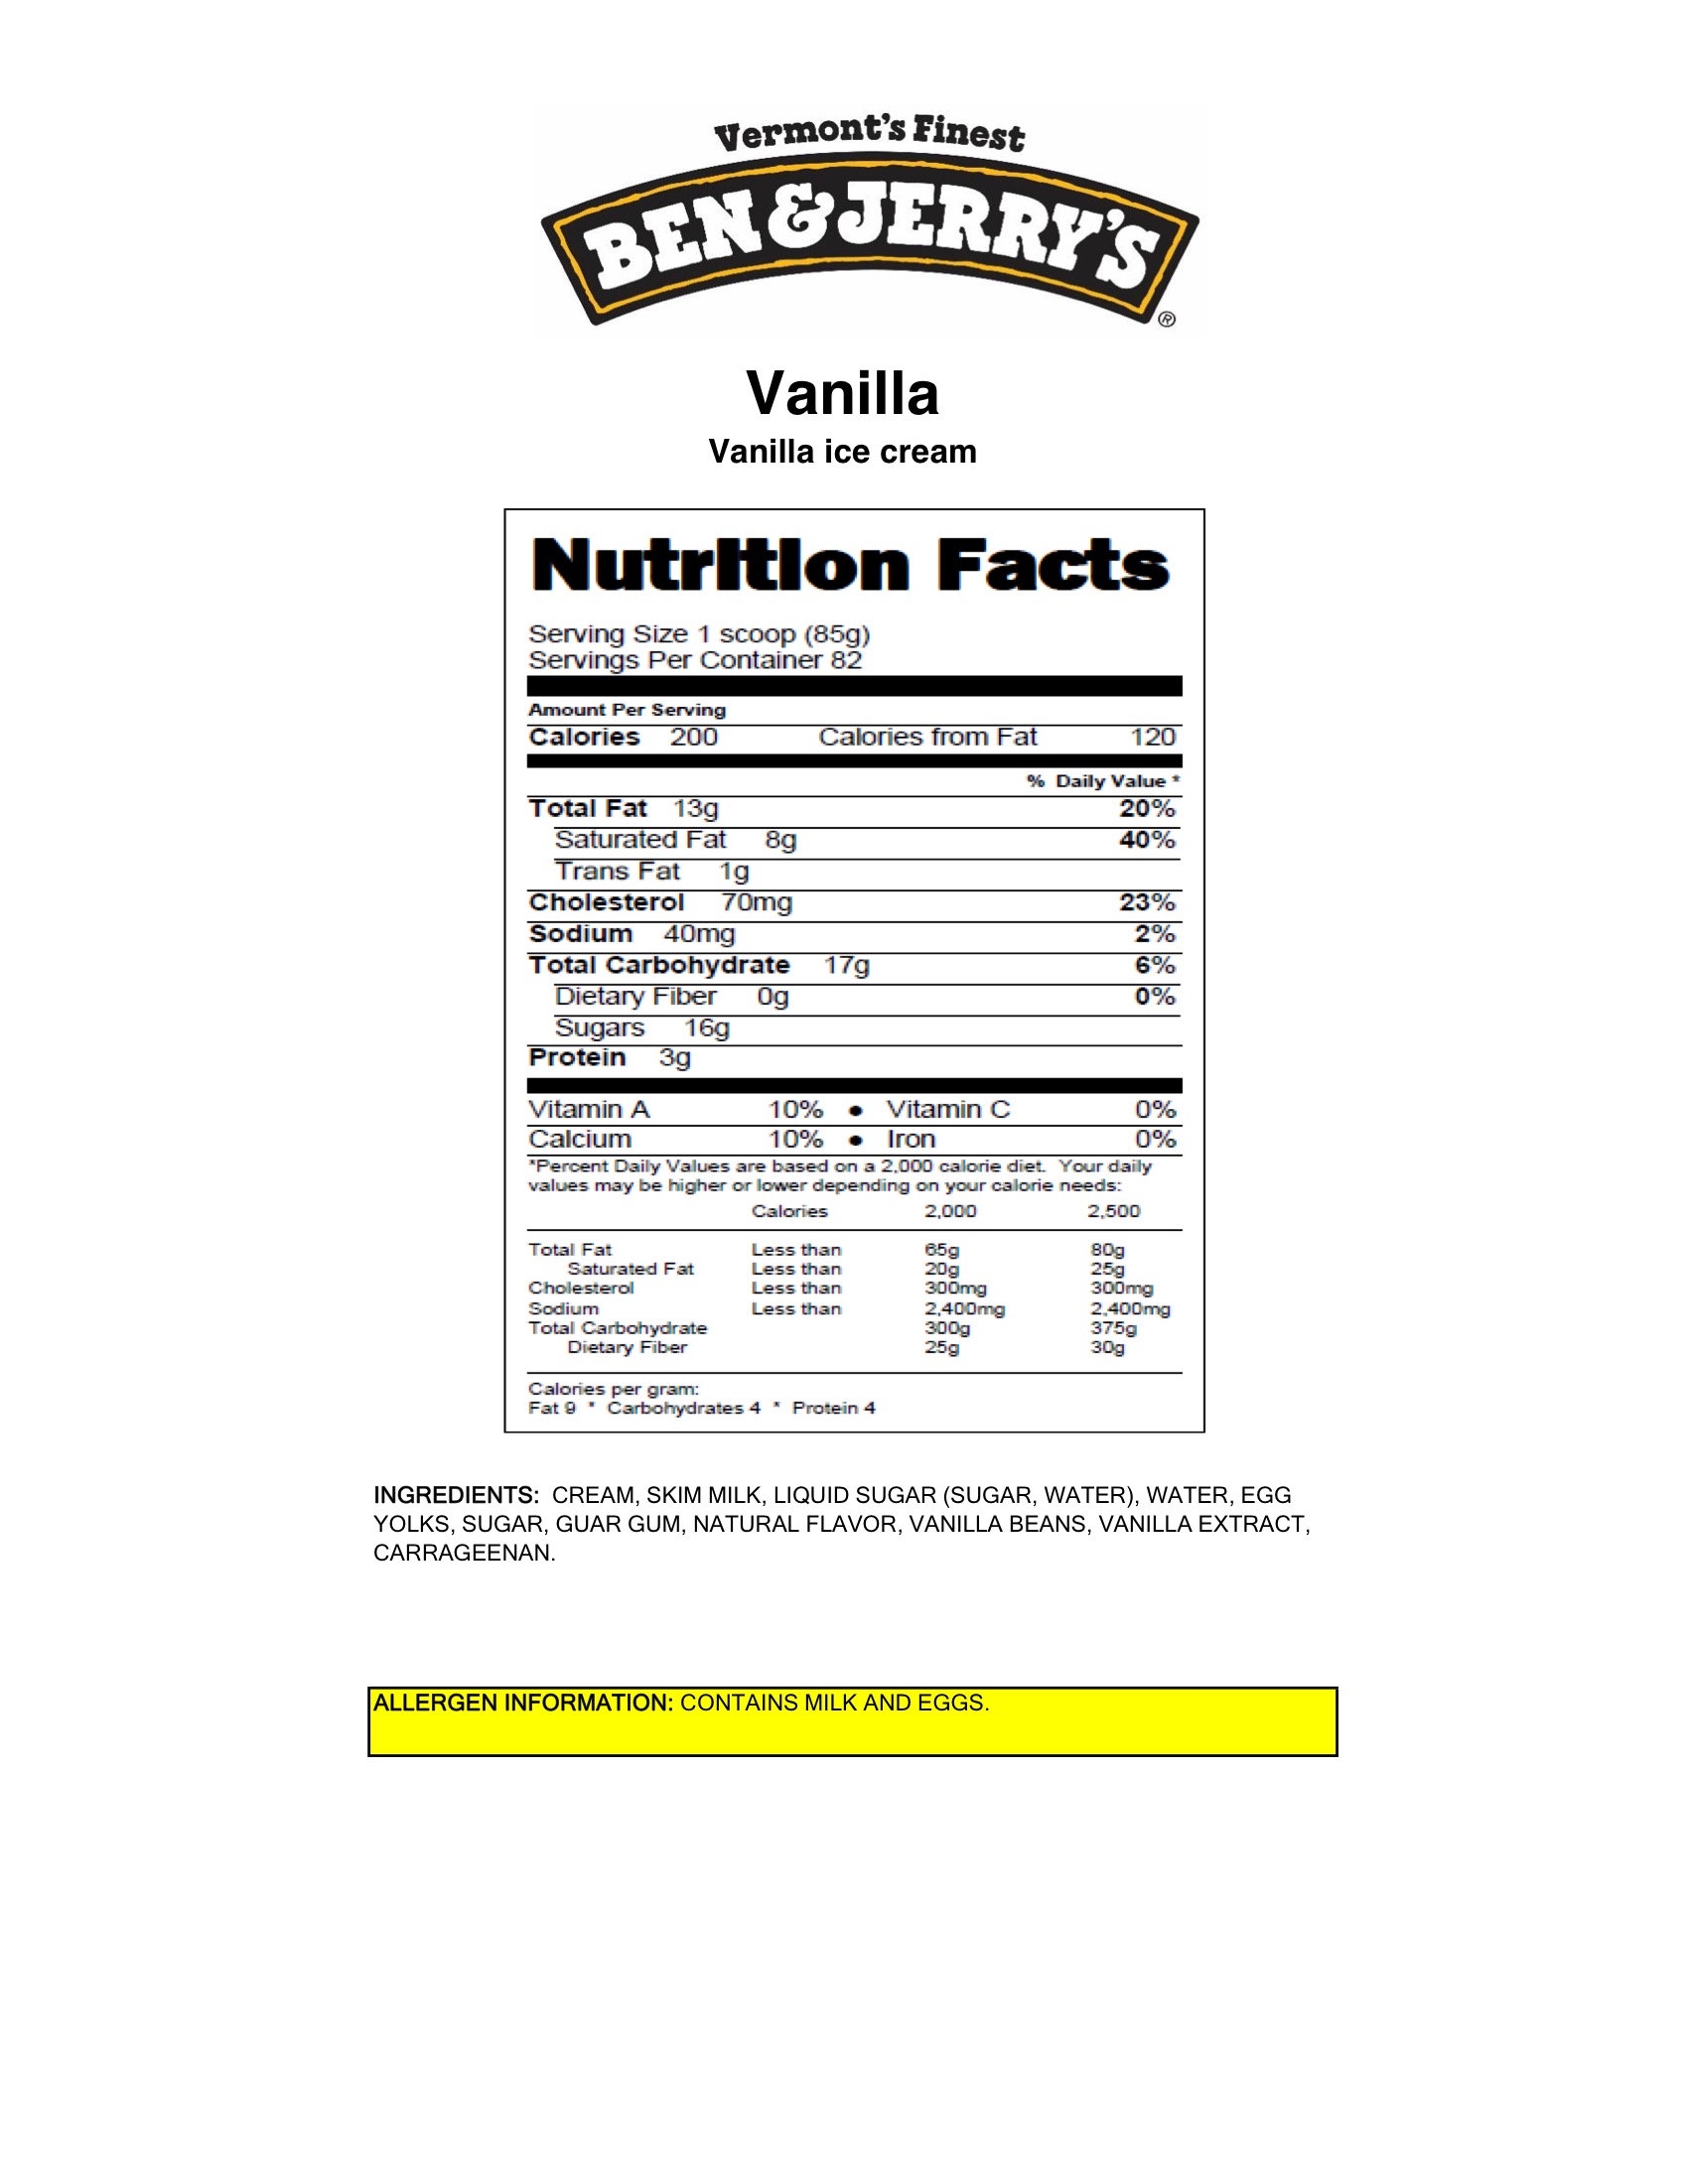 Vermont's Finest
BEN & JERRY'S ®
Vanilla
Vanilla ice cream
Nutrition Facts
Serving Size 1 scoop (85g)
Servings Per Container 82
Amount Per Serving
Calories 200 Calories from Fat 120
% Daily Value *
Total Fat 13g 20%
Saturated Fat 8g 40%
Trans Fat 1g
Cholesterol 70mg 23%
Sodium 40mg 2%
Total Carbohydrate 17g 6%
Dietary Fiber 0g 0%
Sugars 16g
Protein 3g
Vitamin A 10% • Vitamin C 0%
Calcium 10% • Iron 0%
*Percent Daily Values are based on a 2,000 calorie diet. Your daily
values may be higher or lower depending on your calorie needs:
Calories 2,000 2,500
Total Fat Less than 65g 80g
Saturated Fat Less than 20g 25g
Cholesterol Less than 300mg 300mg
Sodium Less than 2,400mg 2,400mg
Total Carbohydrate 300g 375g
Dietary Fiber 25g 30g
Calories per gram:
Fat 9 * Carbohydrates 4 * Protein 4
INGREDIENTS: CREAM, SKIM MILK, LIQUID SUGAR (SUGAR, WATER), WATER, EGG
YOLKS, SUGAR, GUAR GUM, NATURAL FLAVOR, VANILLA BEANS, VANILLA EXTRACT,
CARRAGEENAN.
ALLERGEN INFORMATION: CONTAINS MILK AND EGGS.